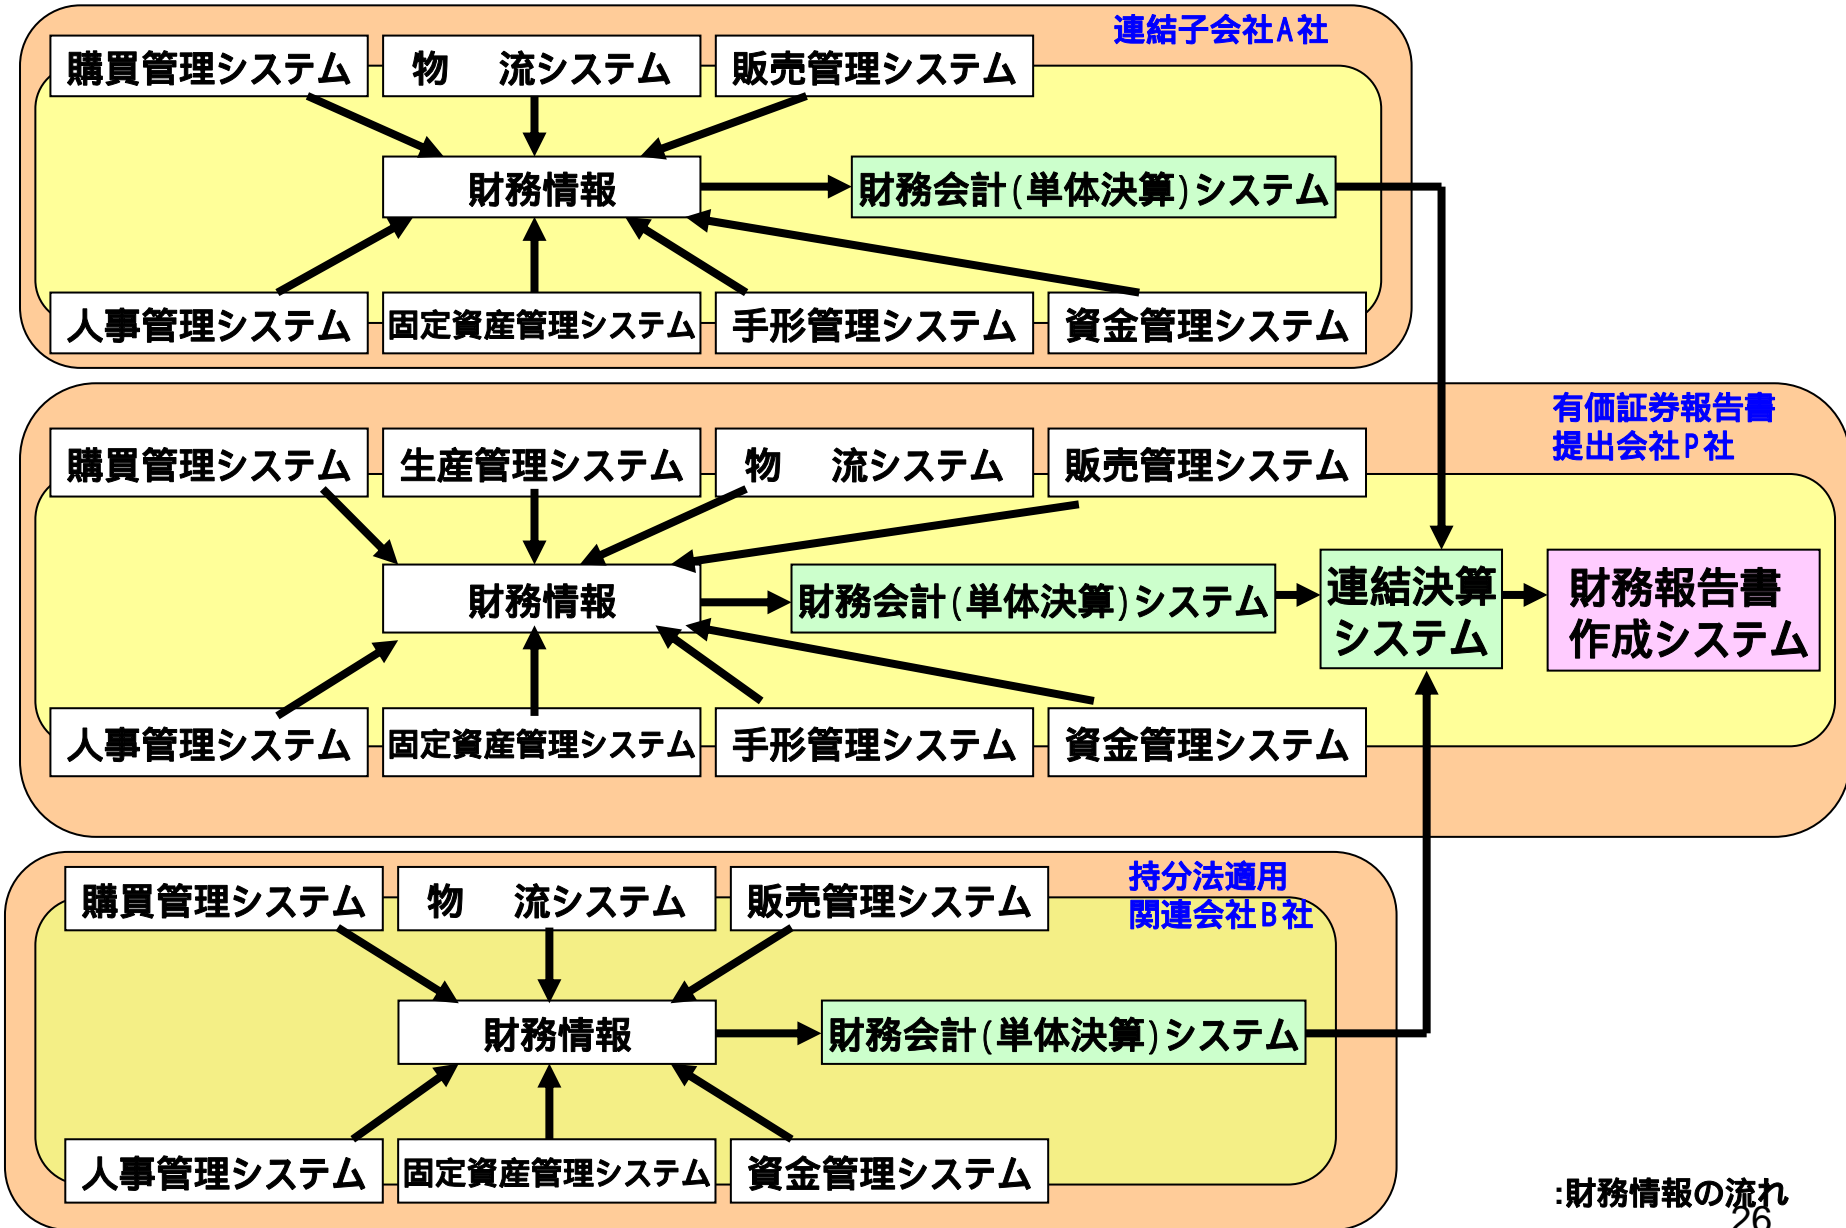 連結子会社A社
購買管理システム
物　流システム
販売管理システム
財務情報
財務会計(単体決算)システム
人事管理システム
固定資産管理システム
手形管理システム
資金管理システム
有価証券報告書
提出会社P社
購買管理システム
生産管理システム
物　流システム
販売管理システム
財務情報
財務会計(単体決算)システム
連結決算
システム
財務報告書
作成システム
人事管理システム
固定資産管理システム
手形管理システム
資金管理システム
持分法適用
関連会社B社
購買管理システム
物　流システム
販売管理システム
財務情報
財務会計(単体決算)システム
人事管理システム
固定資産管理システム
資金管理システム
:財務情報の流れ
26